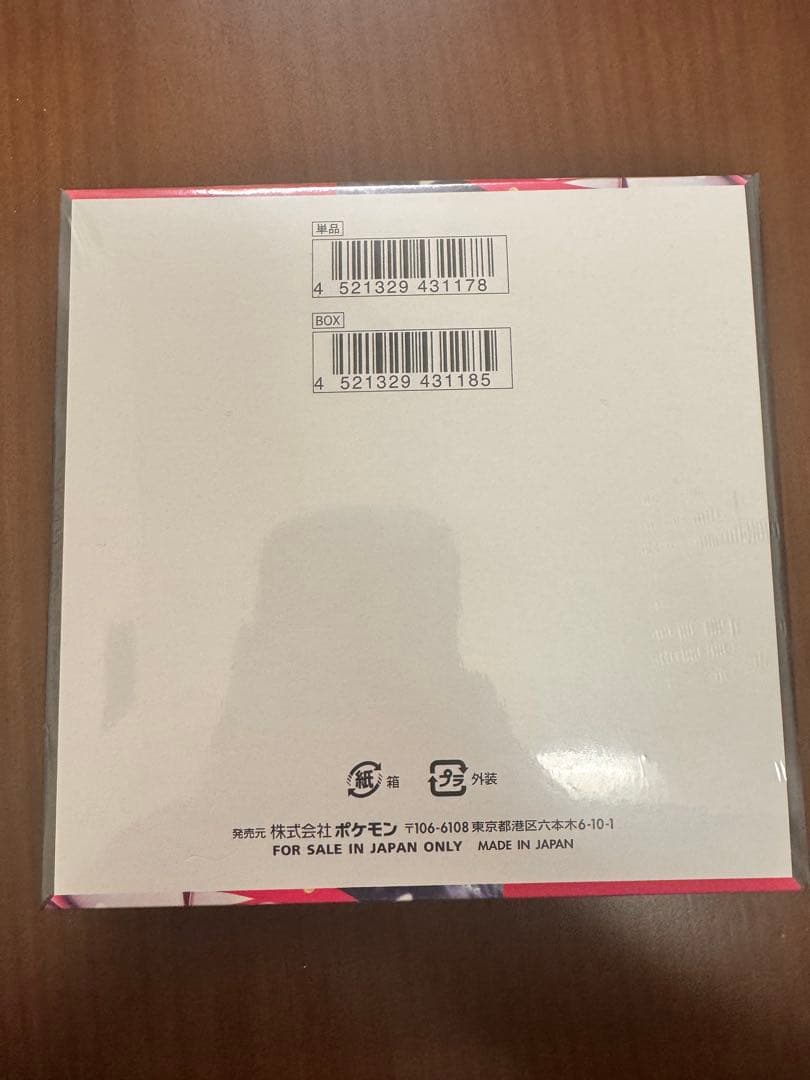 単品
4 521329 431178
BOX
4 521329 431185
紙 箱 プラ 外装
発売元 株式会社 ポケモン 〒106-6108 東京都港区六本木6-10-1
FOR SALE IN JAPAN ONLY MADE IN JAPAN